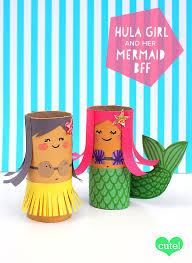 HULA GIRL
AND HER
MERMAID
BFF
cute!